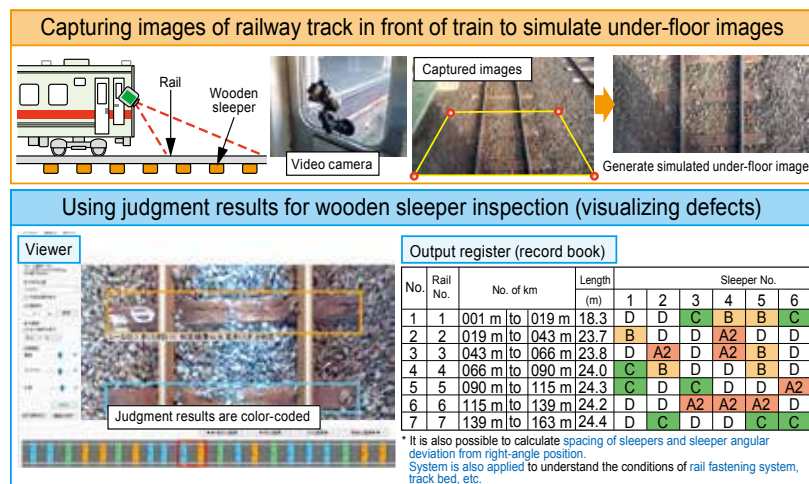 Capturing images of railway track in front of train to simulate under-floor images
Rail
Wooden
sleeper
Video camera
Captured images
Generate simulated under-floor image
Using judgment results for wooden sleeper inspection (visualizing defects)
Viewer
Judgment results are color-coded
Output register (record book)
No. Rail No. No. of km Length (m) Sleeper No.
1 2 3 4 5 6
1 1 001 m to 019 m 18.3 D D C B B C
2 2 019 m to 043 m 23.7 B D D A2 D D
3 3 043 m to 066 m 23.8 D A2 D A2 B D
4 4 066 m to 090 m 24.0 C B D D B D
5 5 090 m to 115 m 24.3 C D C D D A2
6 6 115 m to 139 m 24.2 D D A2 A2 A2 D
7 7 139 m to 163 m 24.4 D C D D C C
* It is also possible to calculate spacing of sleepers and sleeper angular
deviation from right-angle position.
System is also applied to understand the conditions of rail fastening system,
track bed, etc.